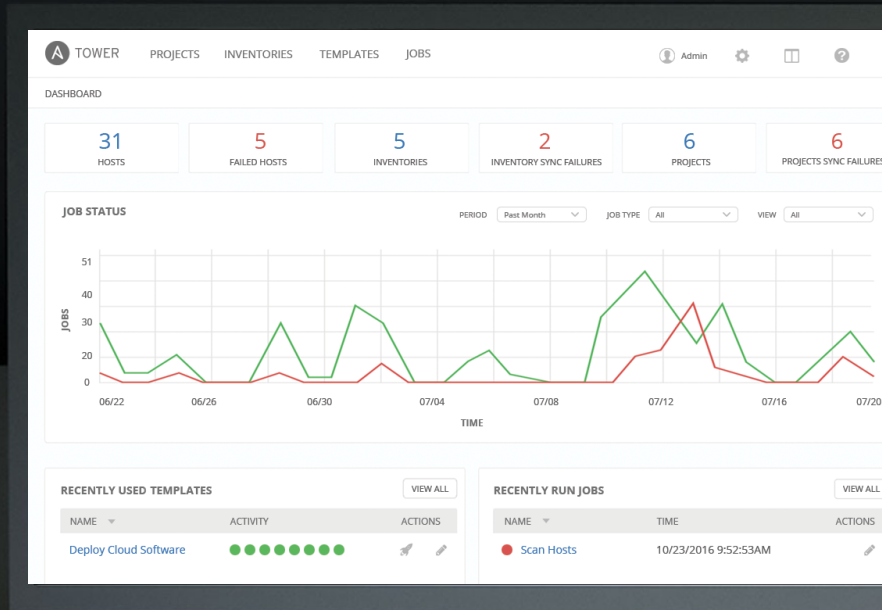 A TOWER PROJECTS INVENTORIES TEMPLATES JOBS Admin ?
DASHBOARD
31 5 5 2 6 6
HOSTS FAILED HOSTS INVENTORIES INVENTORY SYNC FAILURES PROJECTS PROJECTS SYNC FAILURES
JOB STATUS PERIOD Past Month JOB TYPE All VIEW All
51
40
30
20
0
JOBS
06/22 06/26 06/30 07/04 07/08 07/12 07/16 07/20
TIME
RECENTLY USED TEMPLATES VIEW ALL RECENTLY RUN JOBS VIEW ALL
NAME ACTIVITY ACTIONS NAME TIME ACTIONS
Deploy Cloud Software Scan Hosts 10/23/2016 9:52:53AM